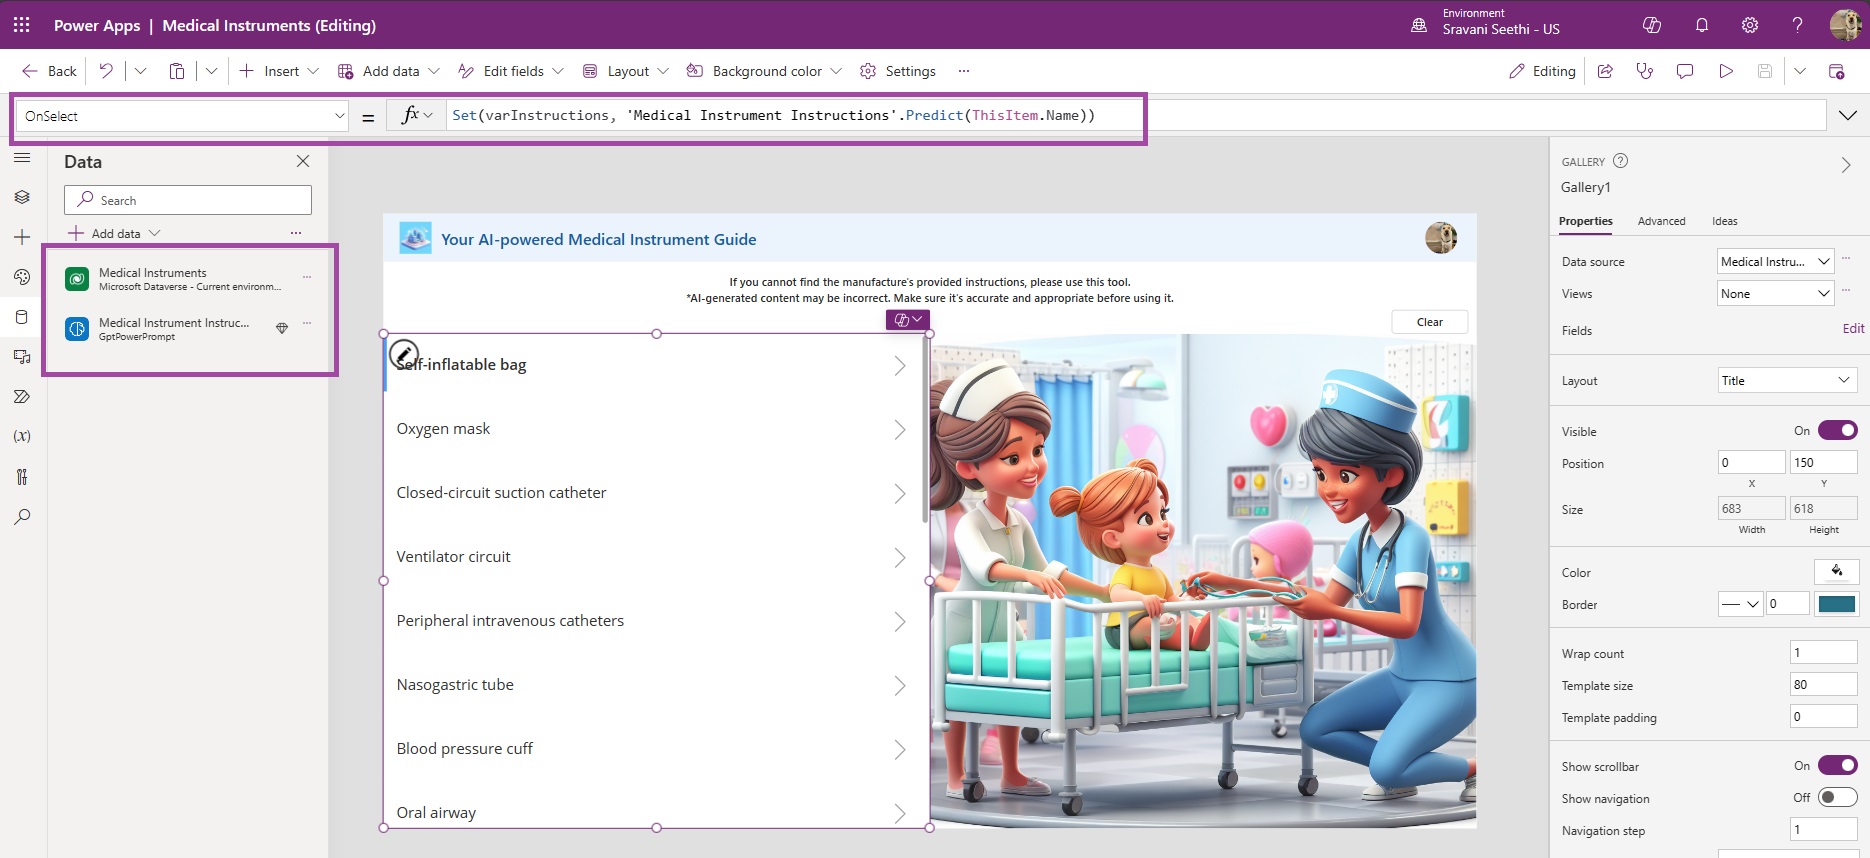 Power Apps | Medical Instruments (Editing)
Environment
Sravani Seethi - US
Back
Insert
Add data
Edit fields
Layout
Background color
Settings
Editing
OnSelect
=
fx
Set(varInstructions, 'Medical Instrument Instructions'.Predict(ThisItem.Name))
Data
Search
Add data
Medical Instruments
Microsoft Dataverse - Current environm...
Medical Instrument Instruc...
GptPowerPrompt
(x)
Your AI-powered Medical Instrument Guide
If you cannot find the manufacture's provided instructions, please use this tool.
*AI-generated content may be incorrect. Make sure it's accurate and appropriate before using it.
Clear
Self-inflatable bag
Oxygen mask
Closed-circuit suction catheter
Ventilator circuit
Peripheral intravenous catheters
Nasogastric tube
Blood pressure cuff
Oral airway
GALLERY
Gallery1
Properties Advanced Ideas
Data source Medical Instru...
Views None
Fields Edit
Layout Title
Visible On
Position 0 150
X Y
Size 683 618
Width Height
Color
Border 0
Wrap count 1
Template size 80
Template padding 0
Show scrollbar On
Show navigation Off
Navigation step 1